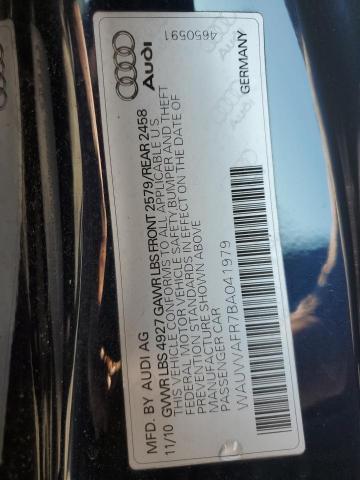 MFD. BY AUDI AG
11/10 GVWR LBS 4927 GAWR LBS FRONT 2579/REAR 2458
THIS VEHICLE CONFORMS TO ALL APPLICABLE U S
FEDERAL MOTOR VEHICLE SAFETY BUMPER AND THEFT
PREVENTION STANDARDS IN EFFECT ON THE DATE OF
MANUFACTURE SHOWN ABOVE
PASSENGER CAR
WAUVVAFR7BA041979
Audi
4650591
GERMANY